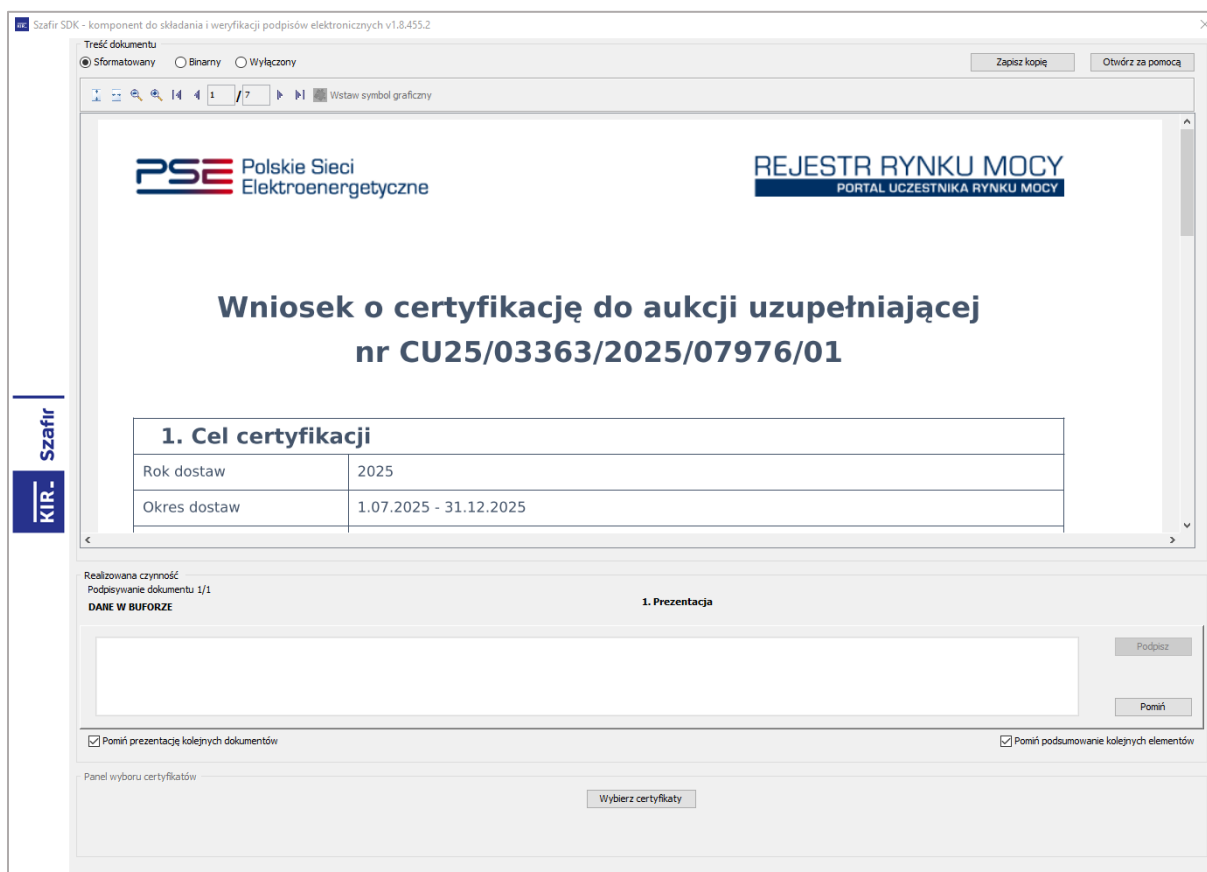 Szafir SDK - komponent do składania i weryfikacji podpisów elektronicznych v1.8.455.2
Treść dokumentu
Sformatowany Binarny Wyłączony Zapisz kopię Otwórz za pomocą
1 / 7 Wstaw symbol graficzny
PSE Polskie Sieci
Elektroenergetyczne
REJESTR RYNKU MOCY
PORTAL UCZESTNIKA RYNKU MOCY
Wniosek o certyfikację do aukcji uzupełniającej
nr CU25/03363/2025/07976/01
1. Cel certyfikacji
Rok dostaw 2025
Okres dostaw 1.07.2025 - 31.12.2025
KIR. Szafir
Realizowana czynność
Podpisywanie dokumentu 1/1
DANE W BUFORZE
1. Prezentacja
Podpisz
Pomiń
Pomiń prezentację kolejnych dokumentów Pomiń podsumowanie kolejnych elementów
Panel wyboru certyfikatów
Wybierz certyfikaty